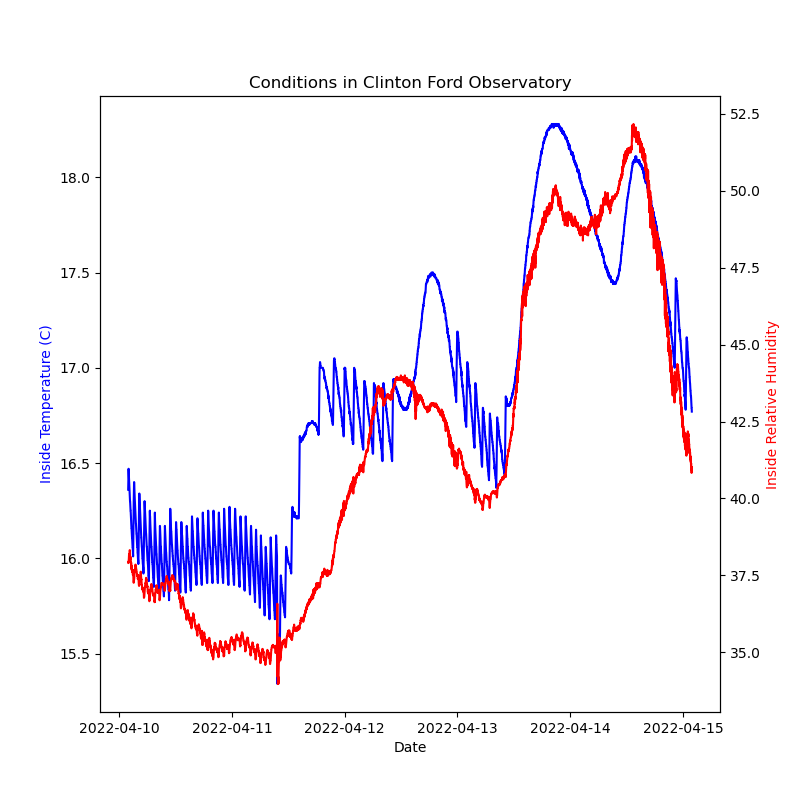 Conditions in Clinton Ford Observatory
Inside Temperature (C)
18.0
17.5
17.0
16.5
16.0
15.5
52.5
50.0
47.5
45.0
42.5
40.0
37.5
35.0
Inside Relative Humidity
2022-04-10 2022-04-11 2022-04-12 2022-04-13 2022-04-14 2022-04-15
Date